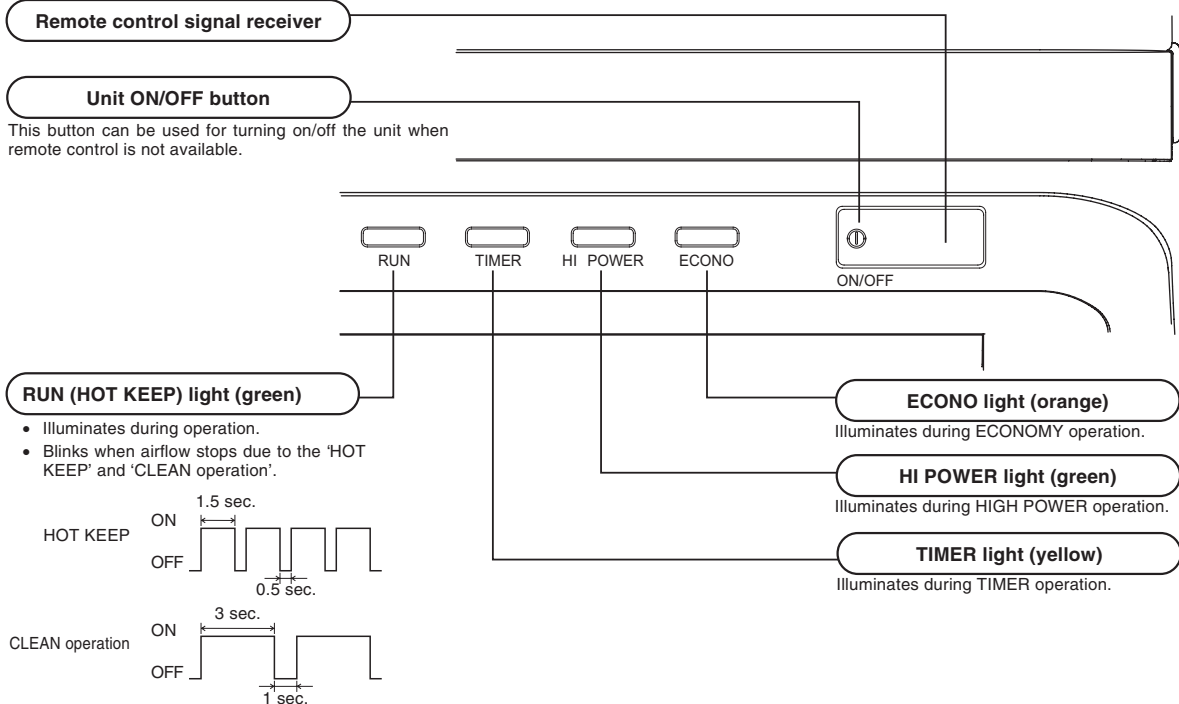 Remote control signal receiver
Unit ON/OFF button
This button can be used for turning on/off the unit when
remote control is not available.
RUN
TIMER
HI POWER
ECONO
ON/OFF
RUN (HOT KEEP) light (green)
• Illuminates during operation.
• Blinks when airflow stops due to the ‘HOT
KEEP’ and ‘CLEAN operation’.
1.5 sec.
HOT KEEP
ON
OFF
0.5 sec.
3 sec.
CLEAN operation
ON
OFF
1 sec.
ECONO light (orange)
Illuminates during ECONOMY operation.
HI POWER light (green)
Illuminates during HIGH POWER operation.
TIMER light (yellow)
Illuminates during TIMER operation.